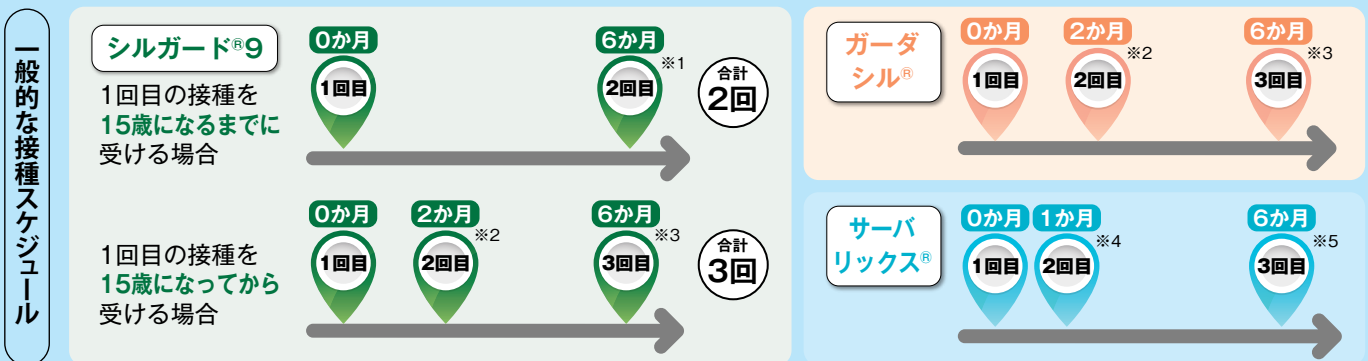 一般的な接種スケジュール
シルガード®9
1回目の接種を
15歳になるまでに
受ける場合
0か月
6か月
1回目
2回目
※1
合計
2回
1回目の接種を
15歳になってから
受ける場合
0か月
2か月
6か月
1回目
2回目
※2
3回目
※3
合計
3回
ガーダ
シル®
0か月
2か月
6か月
1回目
2回目
※2
3回目
※3
サーバ
リックス®
0か月
1か月
6か月
1回目
2回目
※4
3回目
※5